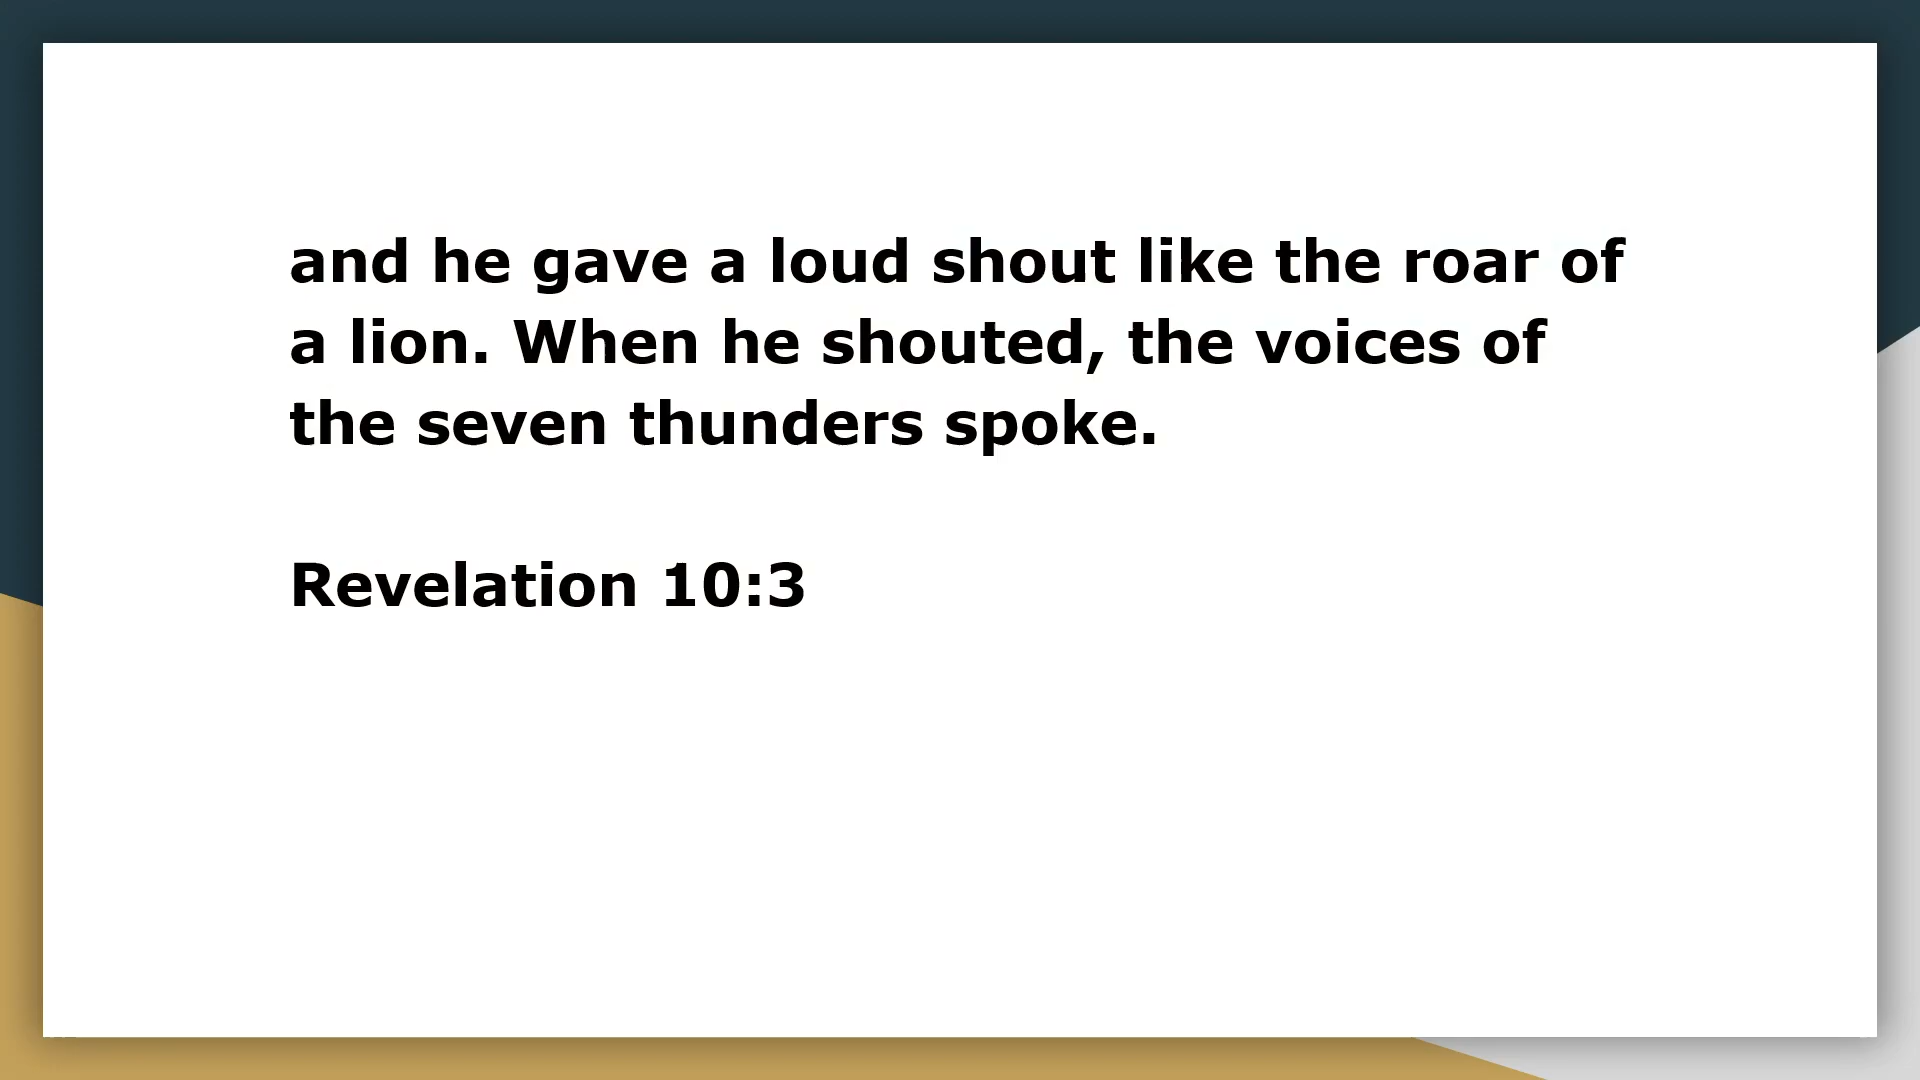 and he gave a loud shout like the roar of
a lion. When he shouted, the voices of
the seven thunders spoke.
Revelation 10:3